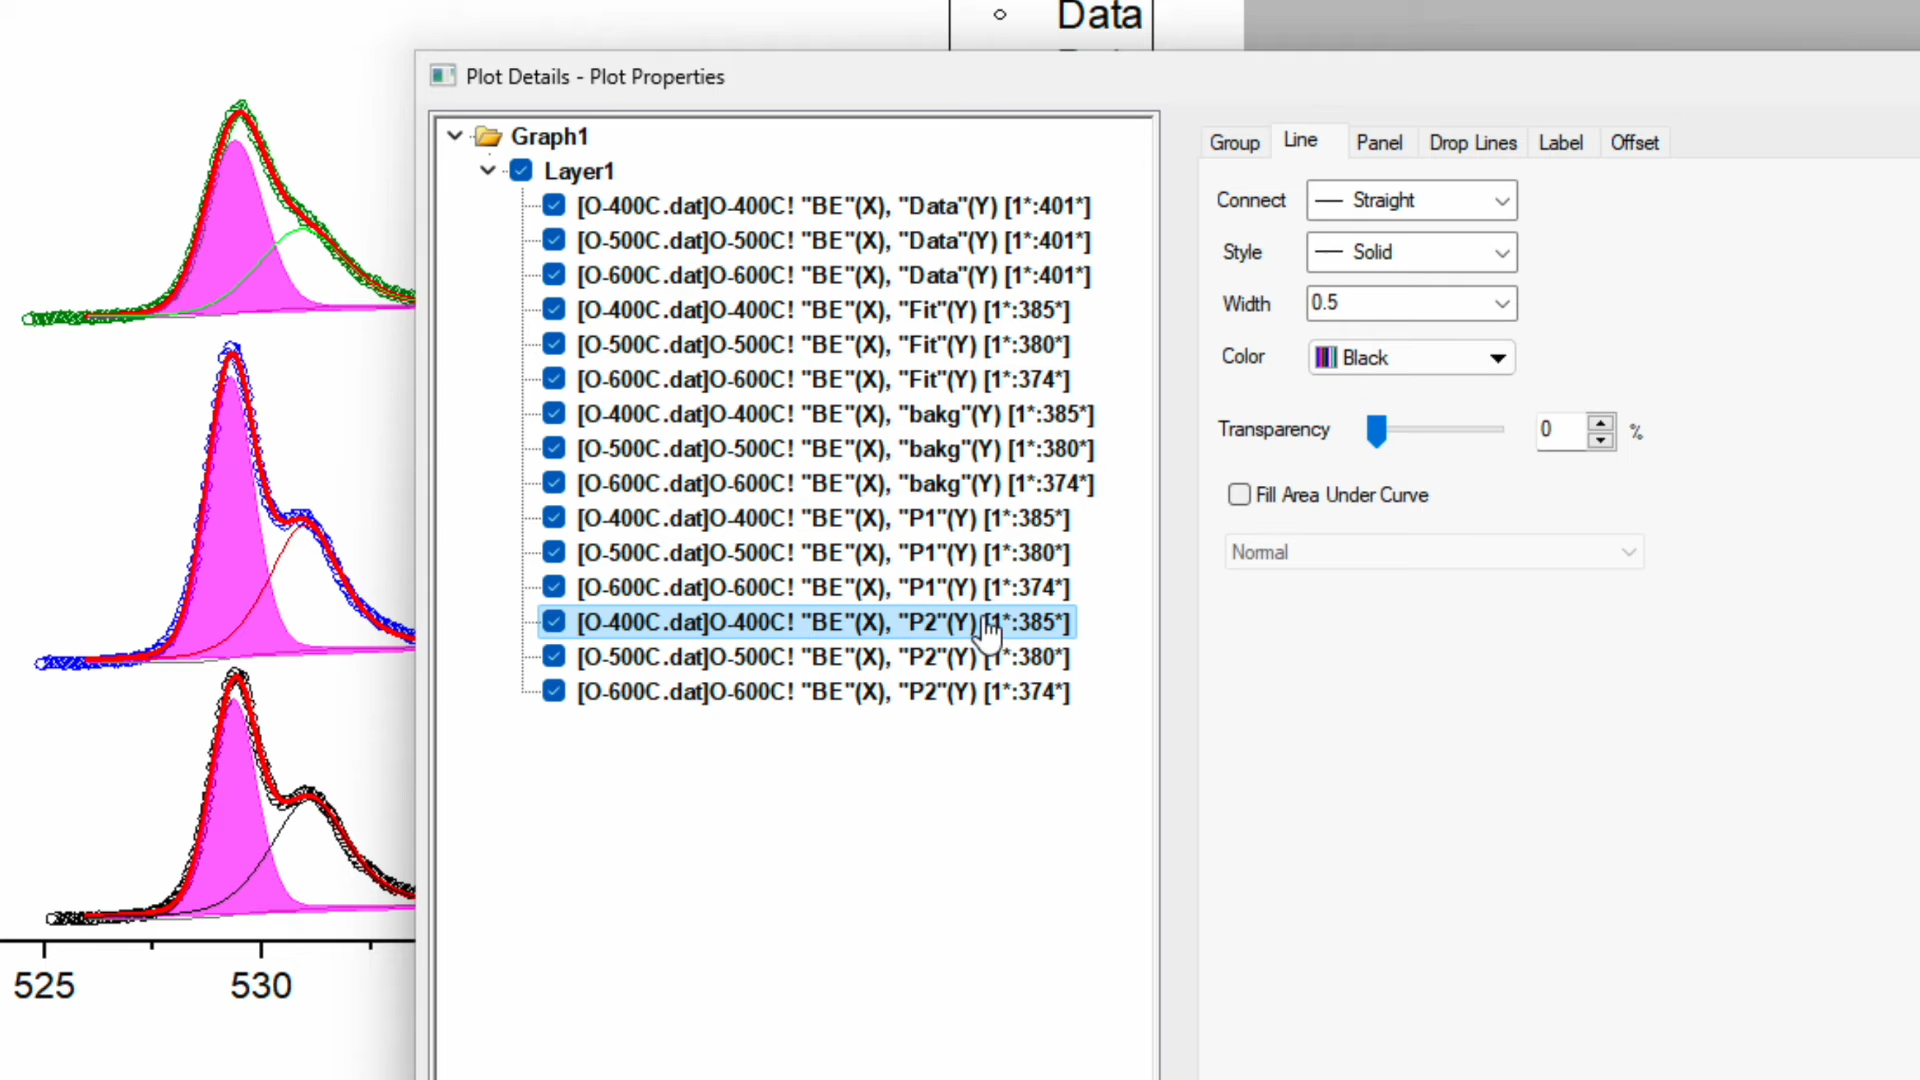 Data
Plot Details - Plot Properties
Graph1
Layer1
[O-400C.dat]O-400C! "BE"(X), "Data"(Y) [1*:401*]
[O-500C.dat]O-500C! "BE"(X), "Data"(Y) [1*:401*]
[O-600C.dat]O-600C! "BE"(X), "Data"(Y) [1*:401*]
[O-400C.dat]O-400C! "BE"(X), "Fit"(Y) [1*:385*]
[O-500C.dat]O-500C! "BE"(X), "Fit"(Y) [1*:380*]
[O-600C.dat]O-600C! "BE"(X), "Fit"(Y) [1*:374*]
[O-400C.dat]O-400C! "BE"(X), "bakg"(Y) [1*:385*]
[O-500C.dat]O-500C! "BE"(X), "bakg"(Y) [1*:380*]
[O-600C.dat]O-600C! "BE"(X), "bakg"(Y) [1*:374*]
[O-400C.dat]O-400C! "BE"(X), "P1"(Y) [1*:385*]
[O-500C.dat]O-500C! "BE"(X), "P1"(Y) [1*:380*]
[O-600C.dat]O-600C! "BE"(X), "P1"(Y) [1*:374*]
[O-400C.dat]O-400C! "BE"(X), "P2"(Y) [1*:385*]
[O-500C.dat]O-500C! "BE"(X), "P2"(Y) [1*:380*]
[O-600C.dat]O-600C! "BE"(X), "P2"(Y) [1*:374*]
Group Line Panel Drop Lines Label Offset
Connect Straight
Style Solid
Width 0.5
Color Black
Transparency 0 %
Fill Area Under Curve
Normal
525 530